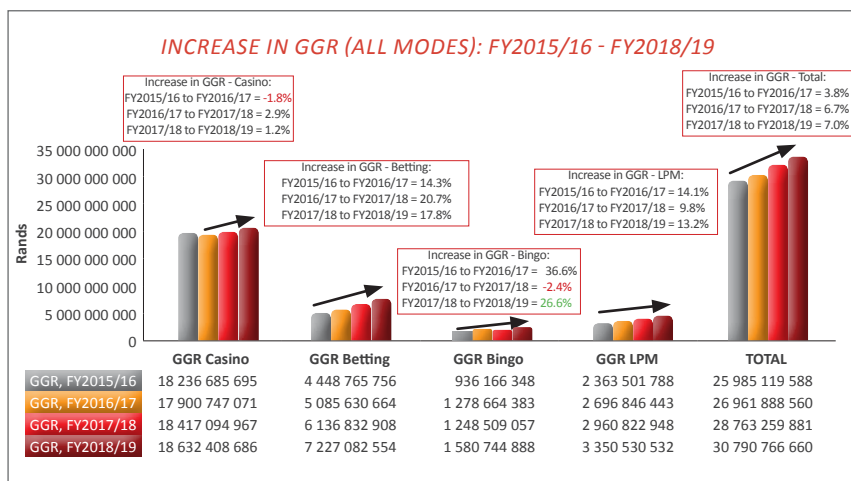 INCREASE IN GGR (ALL MODES): FY2015/16 - FY2018/19
Increase in GGR - Casino:
FY2015/16 to FY2016/17 = -1.8%
FY2016/17 to FY2017/18 = 2.9%
FY2017/18 to FY2018/19 = 1.2%
Increase in GGR - Total:
FY2015/16 to FY2016/17 = 3.8%
FY2016/17 to FY2017/18 = 6.7%
FY2017/18 to FY2018/19 = 7.0%
Increase in GGR - Betting:
FY2015/16 to FY2016/17 = 14.3%
FY2016/17 to FY2017/18 = 20.7%
FY2017/18 to FY2018/19 = 17.8%
Increase in GGR - LPM:
FY2015/16 to FY2016/17 = 14.1%
FY2016/17 to FY2017/18 = 9.8%
FY2017/18 to FY2018/19 = 13.2%
Increase in GGR - Bingo:
FY2015/16 to FY2016/17 = 36.6%
FY2016/17 to FY2017/18 = -2.4%
FY2017/18 to FY2018/19 = 26.6%
Rands
35 000 000 000
30 000 000 000
25 000 000 000
20 000 000 000
15 000 000 000
10 000 000 000
5 000 000 000
0
GGR Casino GGR Betting GGR Bingo GGR LPM TOTAL
GGR, FY2015/16 18 236 685 695 4 448 765 756 936 166 348 2 363 501 788 25 985 119 588
GGR, FY2016/17 17 900 747 071 5 085 630 664 1 278 664 383 2 696 846 443 26 961 888 560
GGR, FY2017/18 18 417 094 967 6 136 832 908 1 248 509 057 2 960 822 948 28 763 259 881
GGR, FY2018/19 18 632 408 686 7 227 082 554 1 580 744 888 3 350 530 532 30 790 766 660